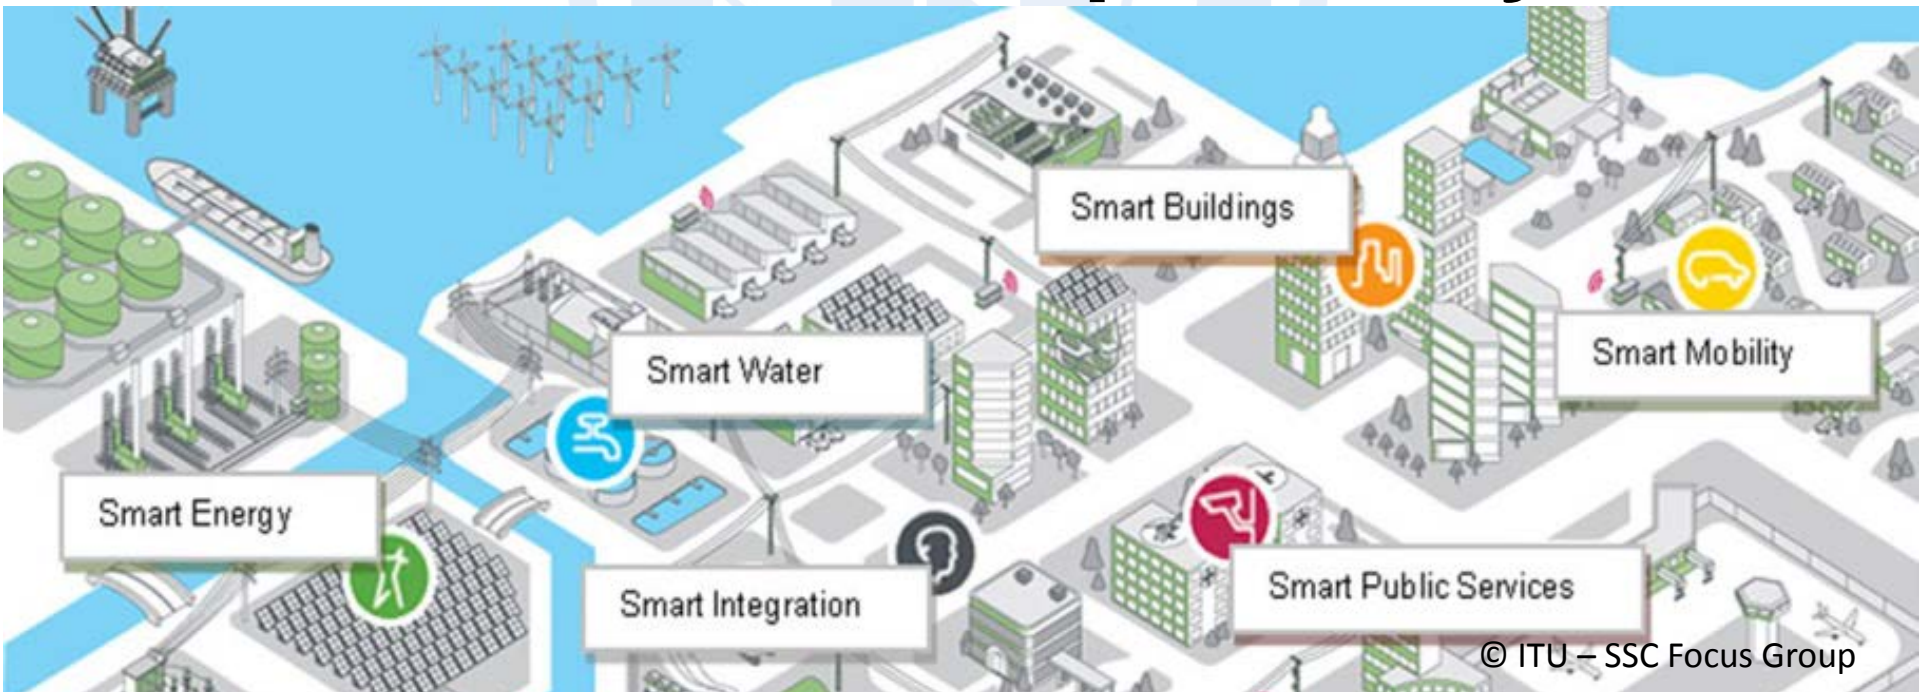 Smart Buildings
Smart Mobility
Smart Water
Smart Energy
Smart Integration
Smart Public Services
© ITU – SSC Focus Group